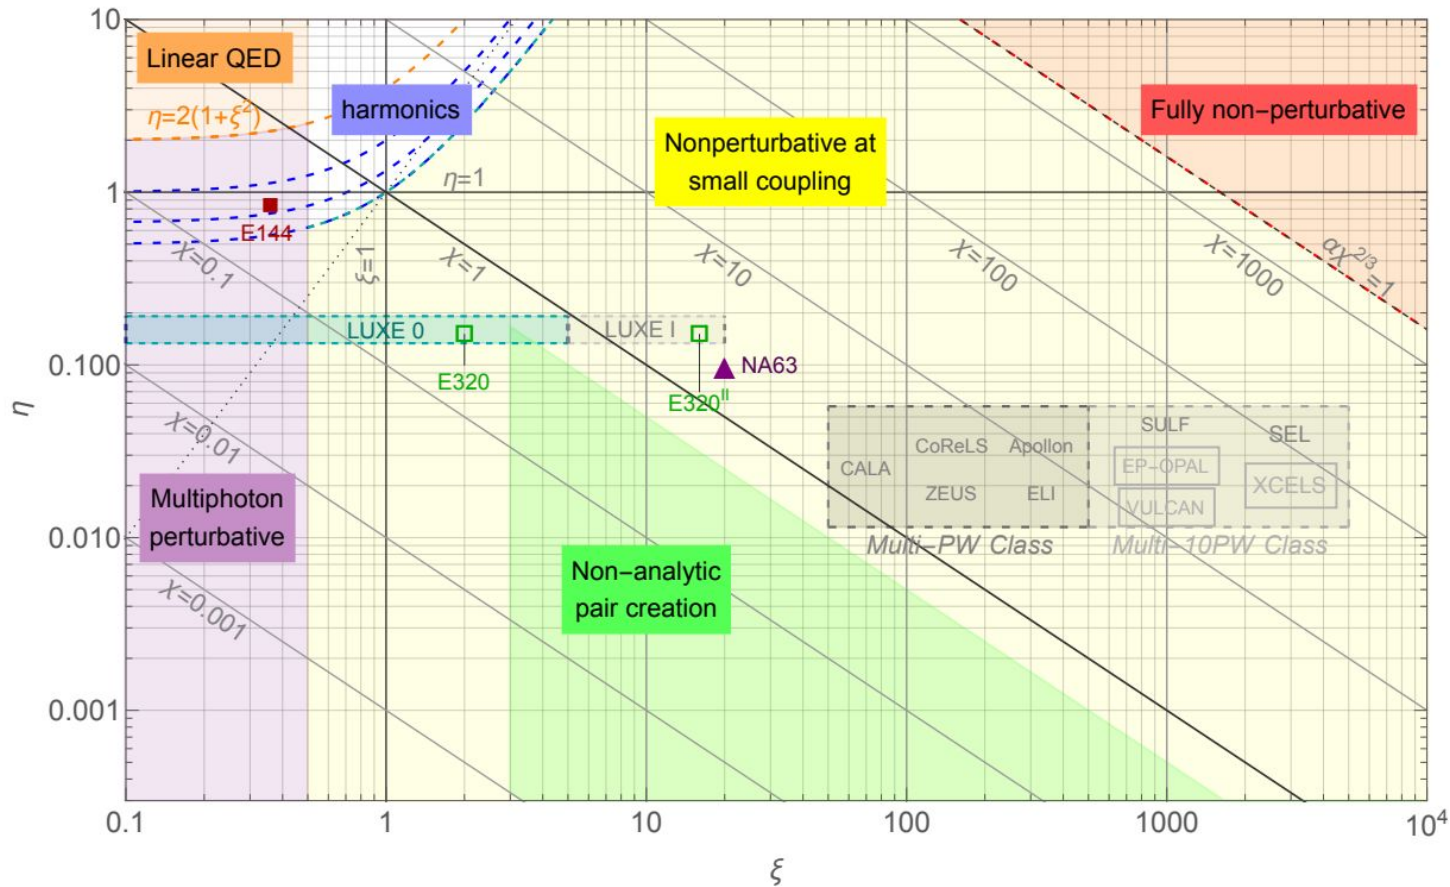 10
Linear QED
η=2(1+ξ²)
harmonics
Nonperturbative at
small coupling
Fully non−perturbative
1
η=1
E144
χ=0.1
ξ=1
χ=1
χ=10
χ=100
χ=1000
αχ^2/3=1
LUXE 0
LUXE I
0.100
E320
E320^II
NA63
η
χ=0.01
CALA
CoReLS
Apollon
ZEUS
ELI
SULF
SEL
EP−OPAL
XCELS
VULCAN
Multiphoton
perturbative
0.010
Multi−PW Class
Multi−10PW Class
Non−analytic
pair creation
χ=0.001
0.001
0.1
1
10
100
1000
10⁴
ξ